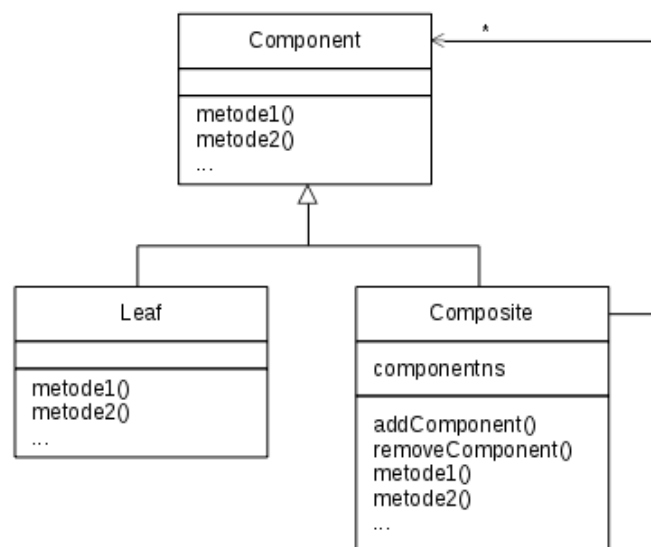 Component
*
metode1()
metode2()
...
Leaf
metode1()
metode2()
...
Composite
componentns
addComponent()
removeComponent()
metode1()
metode2()
...